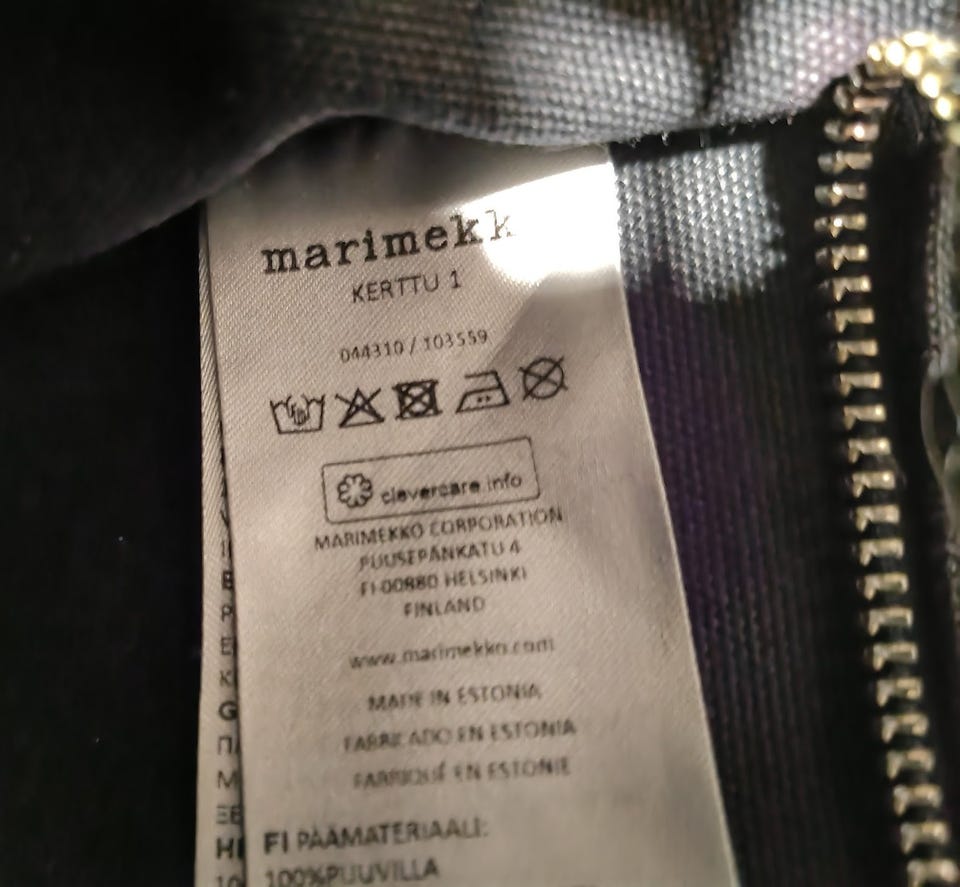 marimekk
KERTTU 1
044310 / 103559
clevercare.info
MARIMEKKO CORPORATION
PUUSEPÄNKATU 4
FI-00880 HELSINKI
FINLAND
www.marimekko.com
MADE IN ESTONIA
FABRICADO EN ESTONIA
FABRIQUÉ EN ESTONIE
FI PÄÄMATERIAALI:
100%PUUVILLA